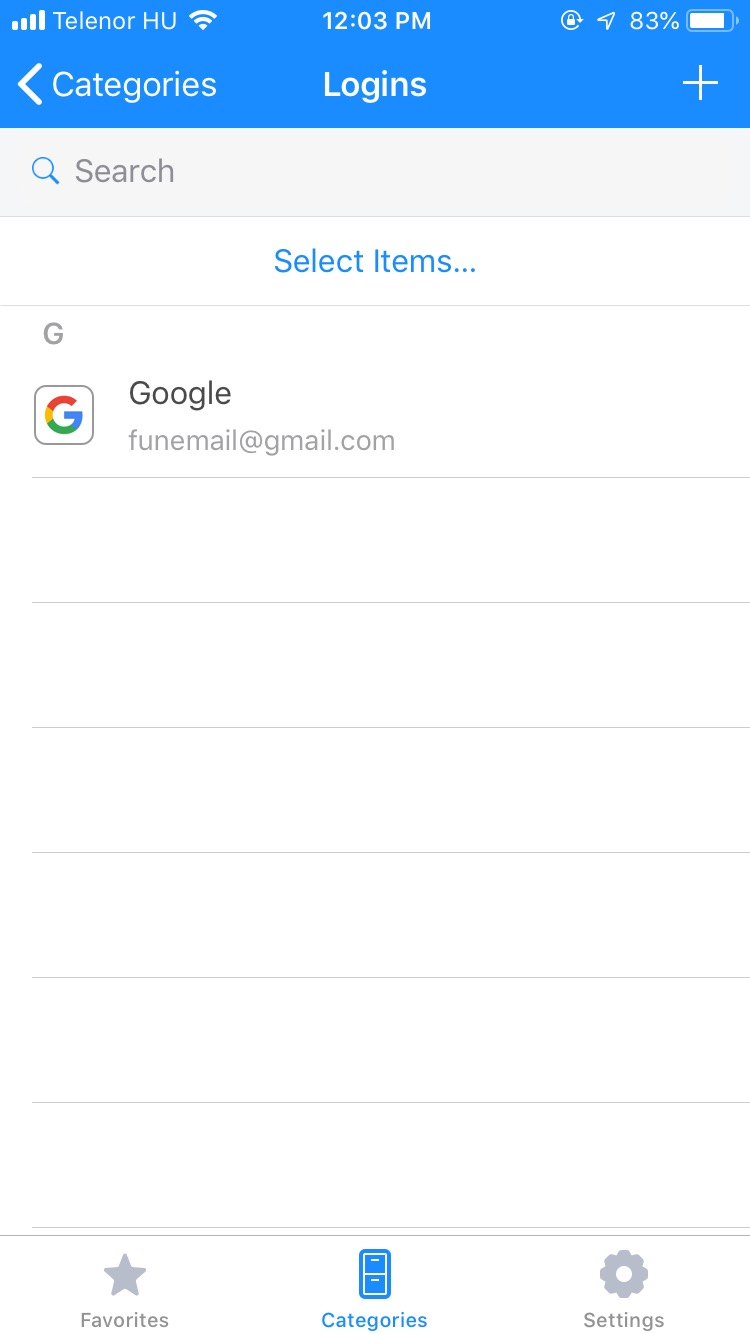 Telenor HU 12:03 PM 83%
Categories Logins
Search
Select Items...
G
Google
funemail@gmail.com
Favorites Categories Settings